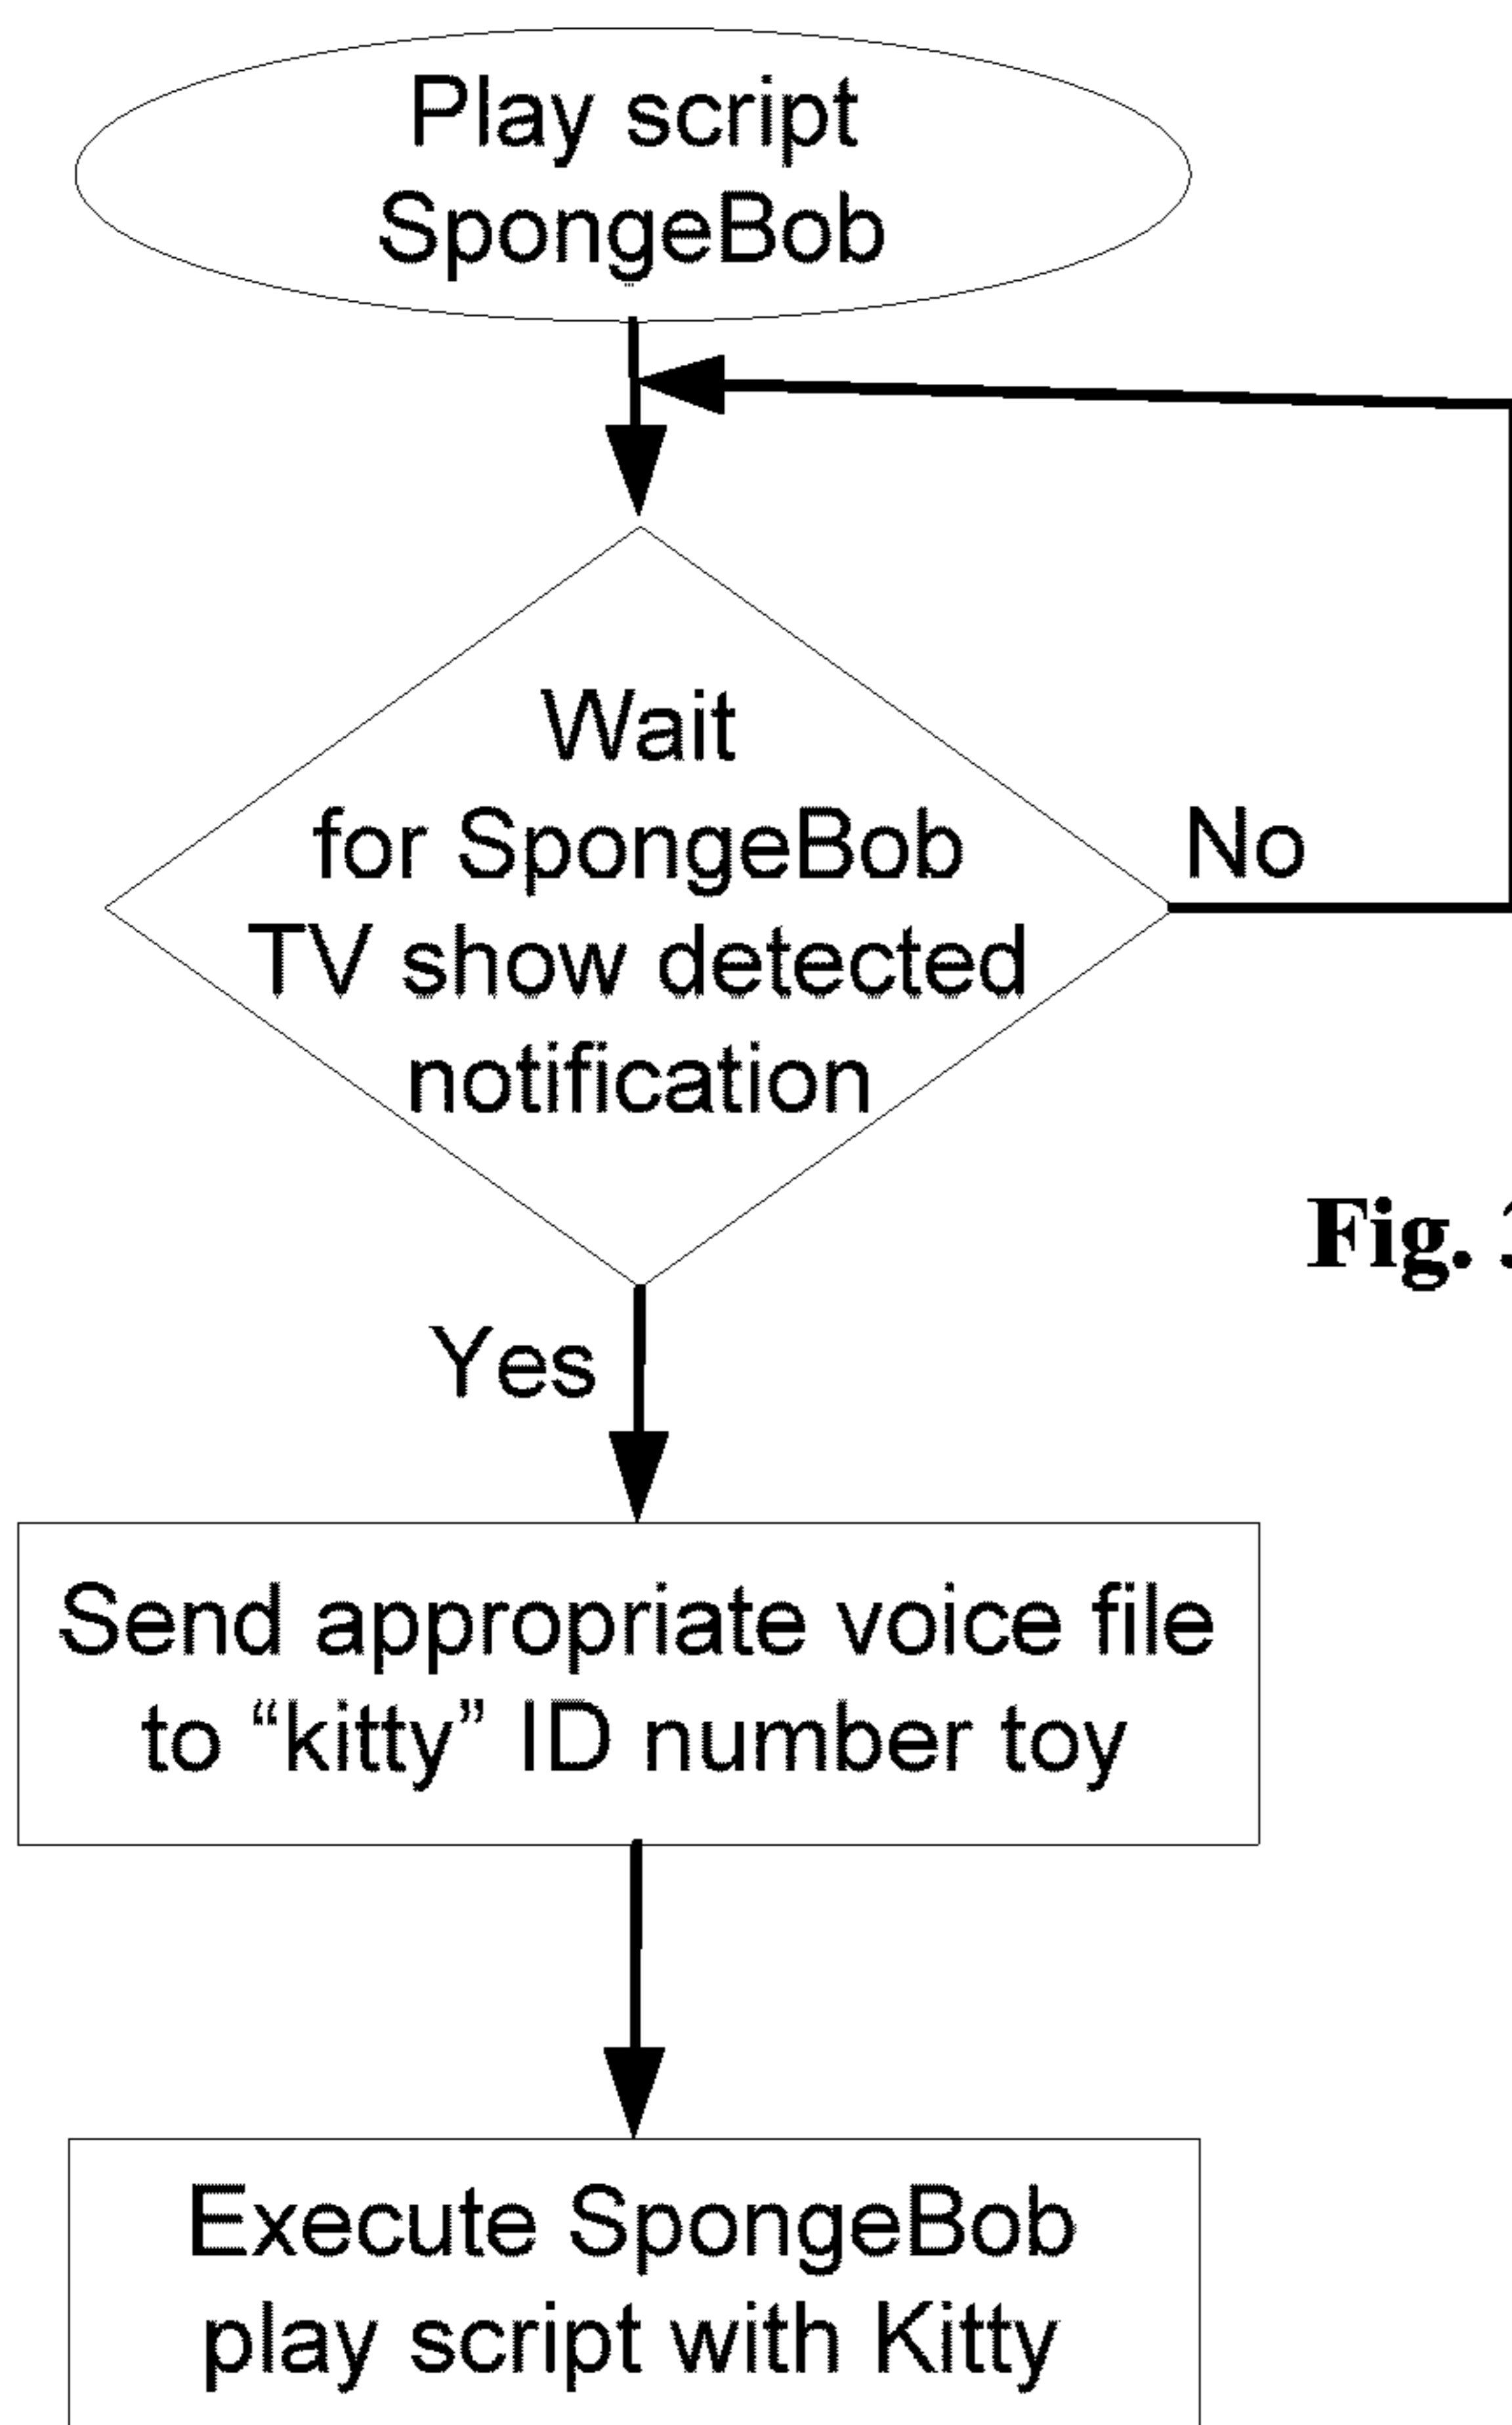 Play script
SpongeBob
Wait
for SpongeBob
TV show detected
notification
No
Yes
Fig.
Send appropriate voice file
to “kitty” ID number toy
Execute SpongeBob
play script with Kitty